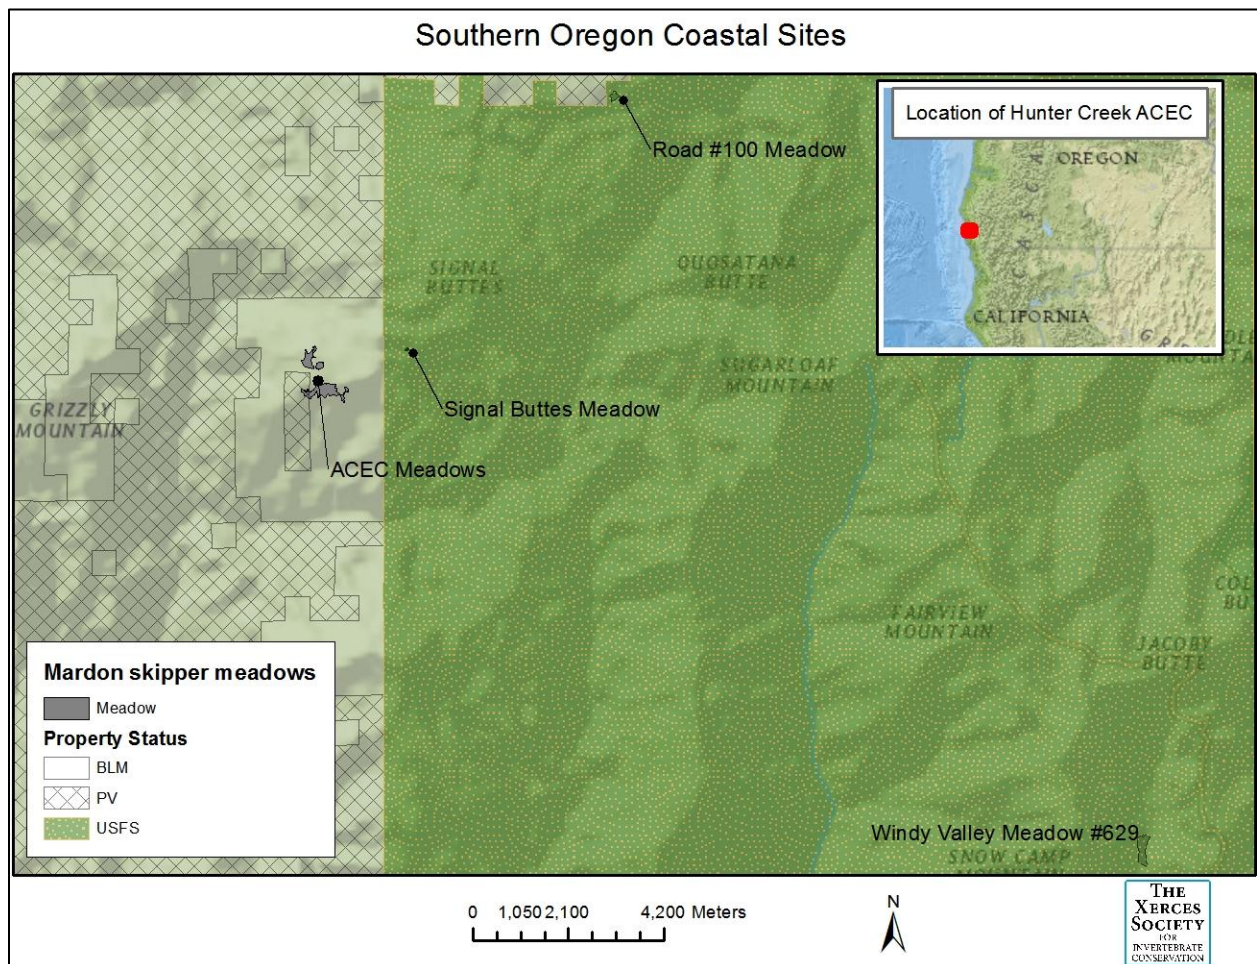 Southern Oregon Coastal Sites
Location of Hunter Creek ACEC
OREGON
CASCA
CALIFORNIA
Road #100 Meadow
SIGNAL
BUTTES
QUOSATANA
BUTTE
SUGARLOAF
MOUNTAIN
Signal Buttes Meadow
GRIZZLY
MOUNTAIN
ACEC Meadows
FAIRVIEW
MOUNTAIN
JACOBY
BUTTE
Mardon skipper meadows
Meadow
Property Status
BLM
PV
USFS
Windy Valley Meadow #629
SNOW CAMP
MOUNTAIN
0 1,050 2,100 4,200 Meters
N
THE
XERCES
SOCIETY
FOR
INVERTEBRATE
CONSERVATION